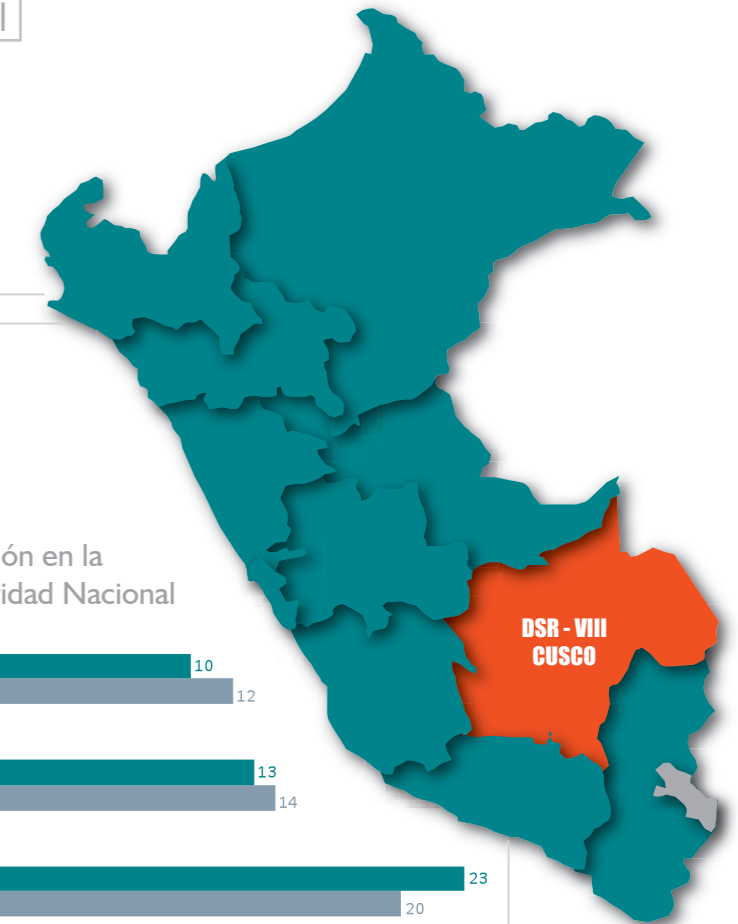 ón en la
idad Nacional
10
12
13
14
23
20
DSR - VIII
CUSCO